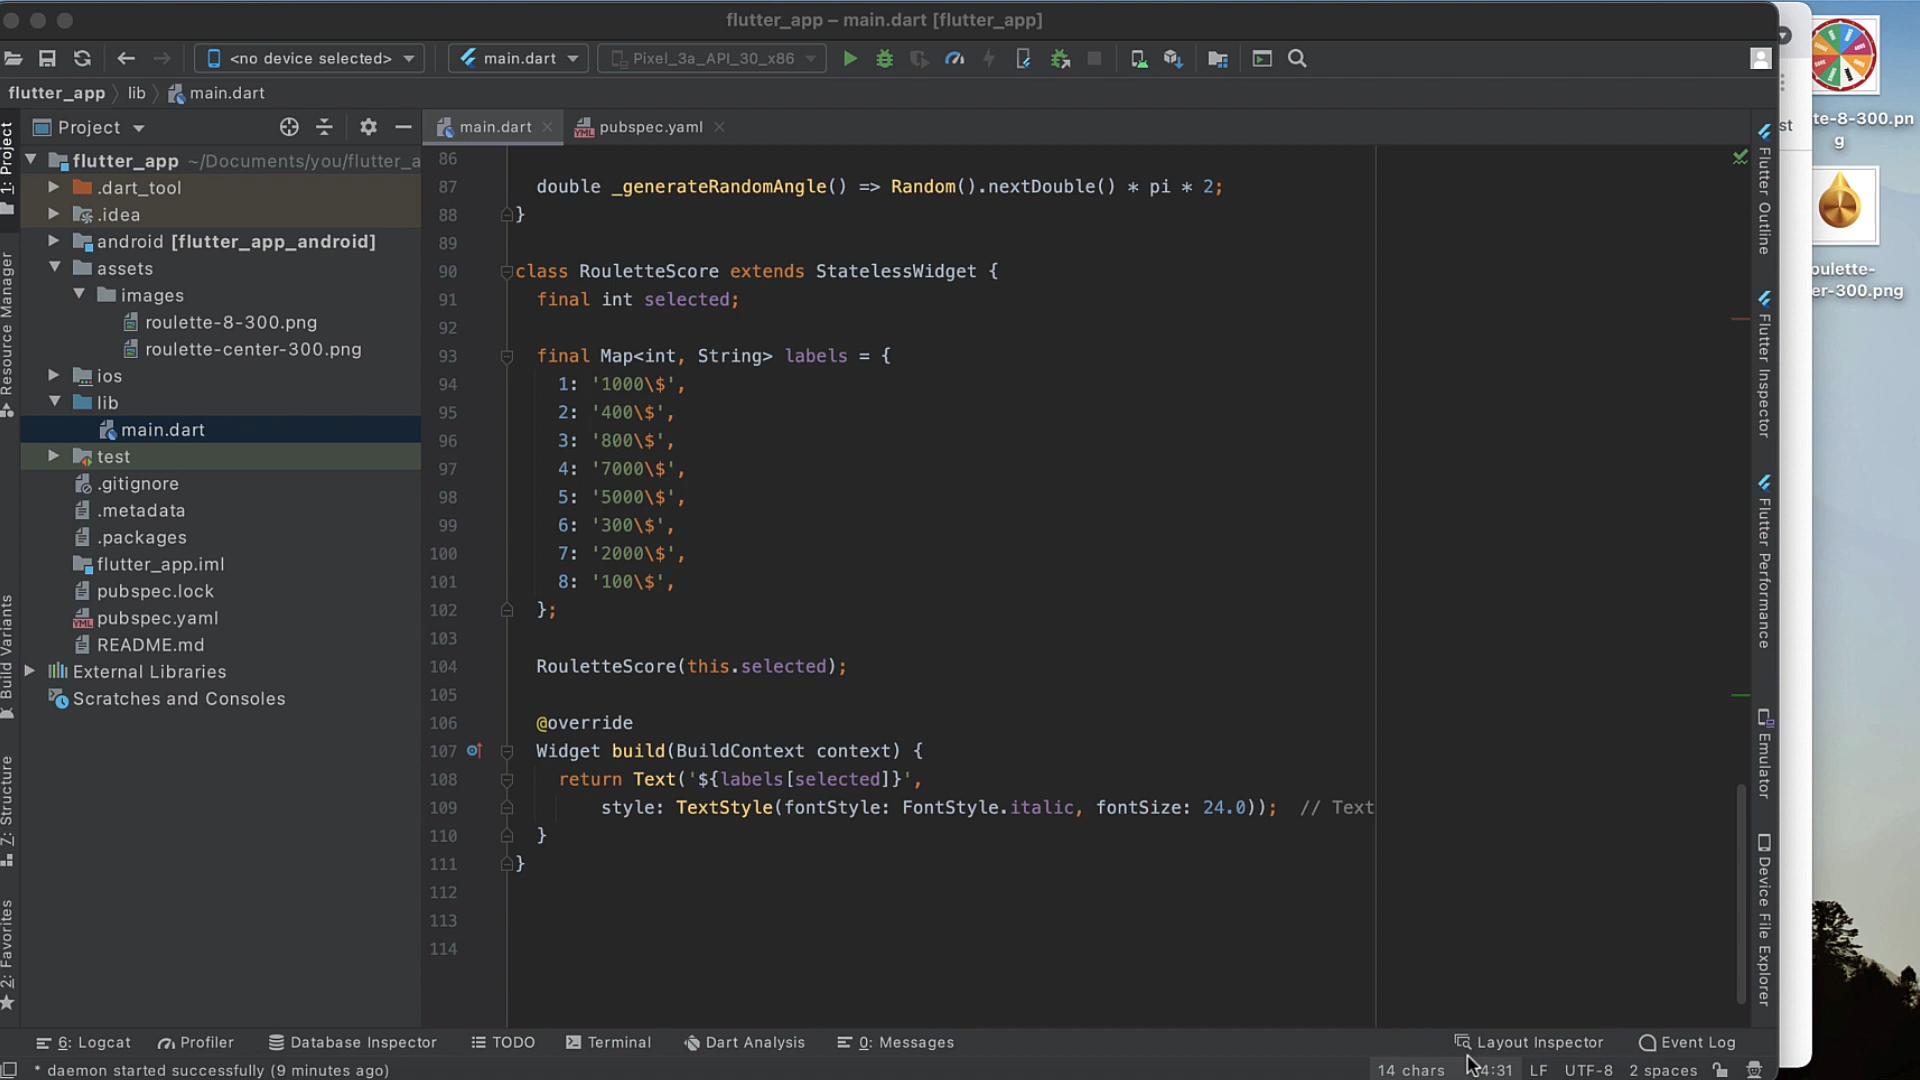 flutter_app – main.dart [flutter_app]
<no device selected>
main.dart
Pixel_3a_API_30_x86
flutter_app
lib
main.dart
1: Project
Resource Manager
Build Variants
7: Structure
2: Favorites
Project
flutter_app ~/Documents/you/flutter_a
.dart_tool
.idea
android [flutter_app_android]
assets
images
roulette-8-300.png
roulette-center-300.png
ios
lib
main.dart
test
.gitignore
.metadata
.packages
flutter_app.iml
pubspec.lock
pubspec.yaml
README.md
External Libraries
Scratches and Consoles
main.dart
pubspec.yaml
86
87 double _generateRandomAngle() => Random().nextDouble() * pi * 2;
88 }
89
90 class RouletteScore extends StatelessWidget {
91 final int selected;
92
93 final Map<int, String> labels = {
94 1: '1000\$',
95 2: '400\$',
96 3: '800\$',
97 4: '7000\$',
98 5: '5000\$',
99 6: '300\$',
100 7: '2000\$',
101 8: '100\$',
102 };
103
104 RouletteScore(this.selected);
105
106 @override
107 Widget build(BuildContext context) {
108 return Text('${labels[selected]}',
109 style: TextStyle(fontStyle: FontStyle.italic, fontSize: 24.0)); // Text
110 }
111 }
112
113
114
Flutter Outline
Flutter Inspector
Flutter Performance
Emulator
Device File Explorer
st
te-8-300.pn
g
oulette-
er-300.png
6: Logcat
Profiler
Database Inspector
TODO
Terminal
Dart Analysis
0: Messages
Layout Inspector
Event Log
* daemon started successfully (9 minutes ago)
14 chars
4:31
LF
UTF-8
2 spaces